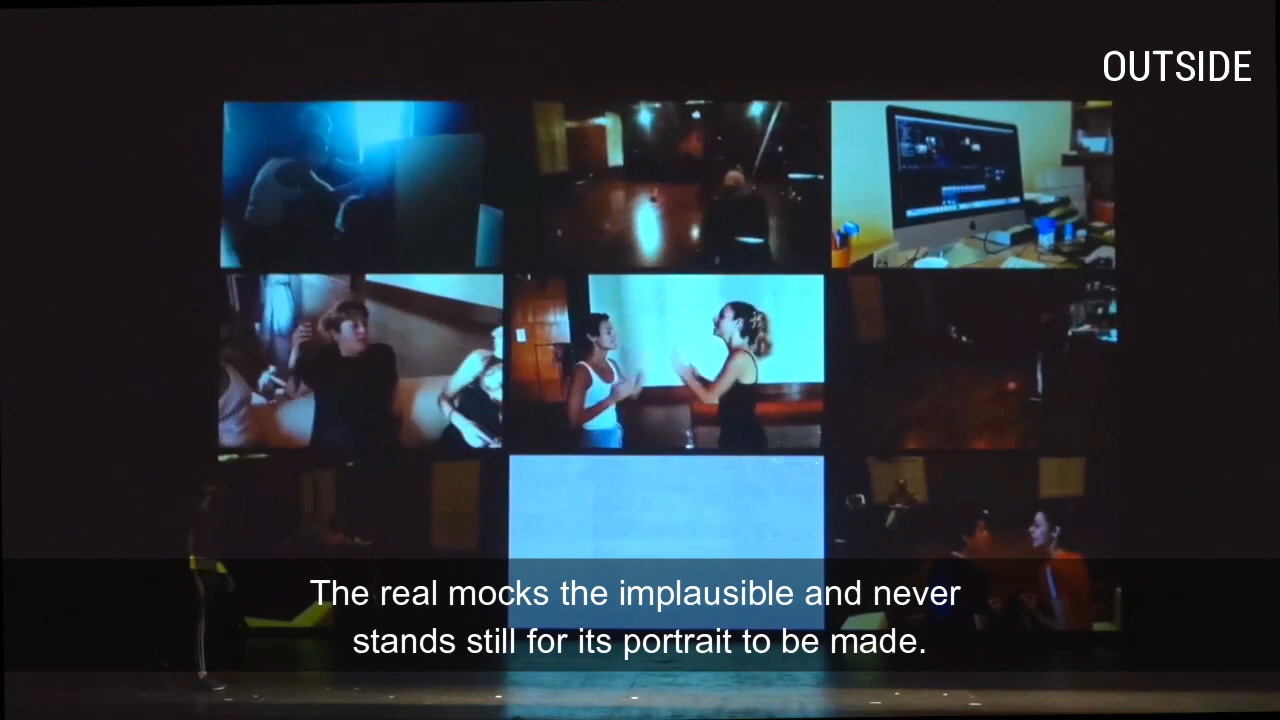 OUTSIDE
The real mocks the implausible and never
stands still for its portrait to be made.